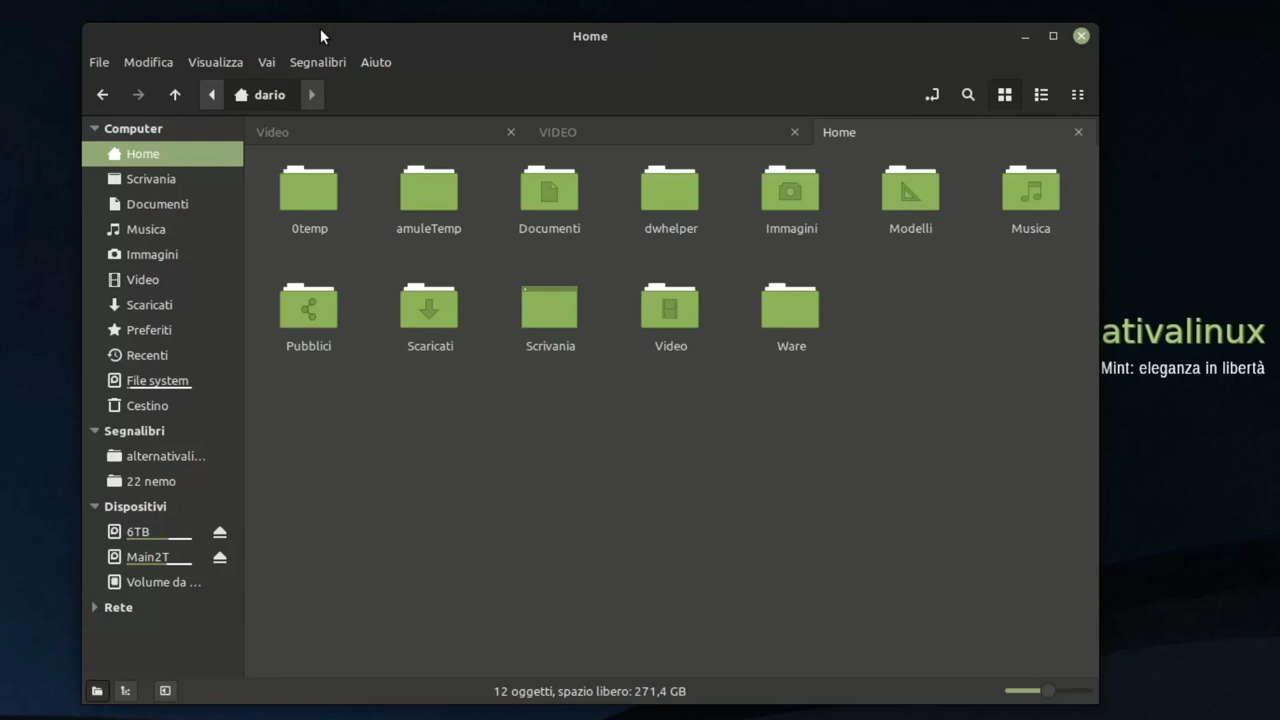 Home
File Modifica Visualizza Vai Segnalibri Aiuto
dario
Computer
Home
Scrivania
Documenti
Musica
Immagini
Video
Scaricati
Preferiti
Recenti
File system
Cestino
Segnalibri
alternativali...
22 nemo
Dispositivi
6TB
Main2T
Volume da ...
Rete
Video VIDEO Home
0temp amuleTemp Documenti dwhelper Immagini Modelli Musica
Pubblici Scaricati Scrivania Video Ware
12 oggetti, spazio libero: 271,4 GB
ativalinux
Mint: eleganza in libertà